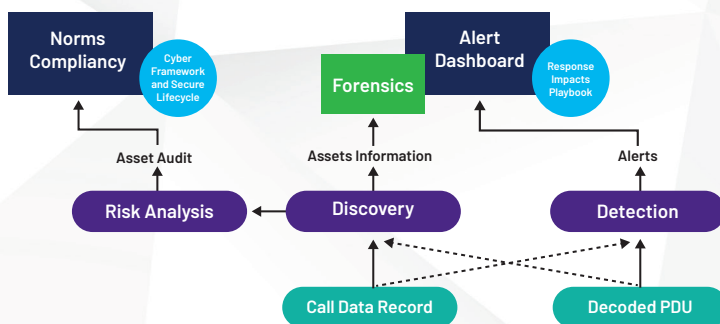 Norms
Compliancy
Cyber
Framework
and Secure
Lifecycle
Alert
Dashboard
Response
Impacts
Playbook
Forensics
Asset Audit
Assets Information
Alerts
Risk Analysis
Discovery
Detection
Call Data Record
Decoded PDU